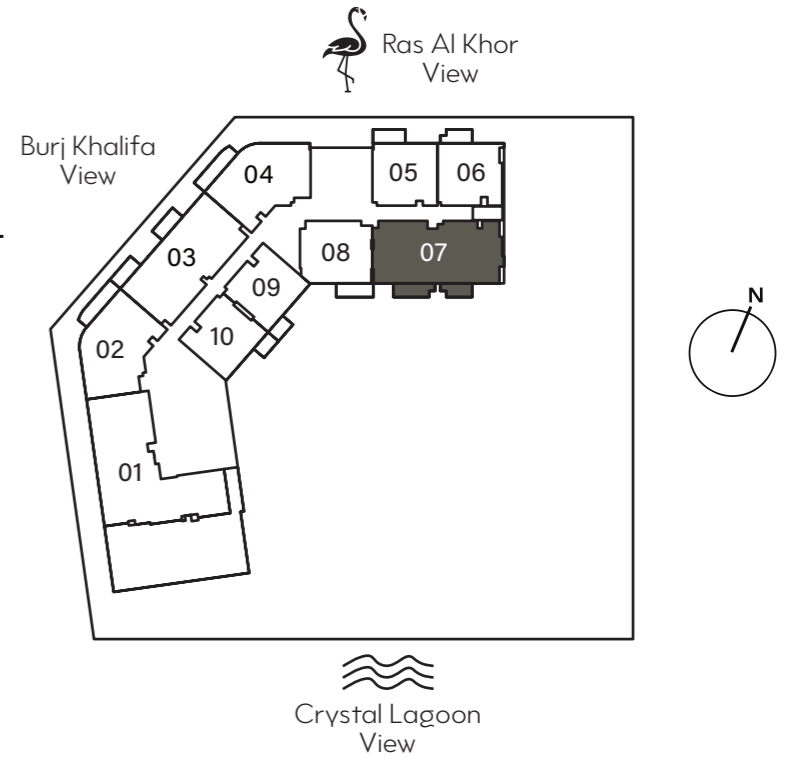 Ras Al Khor
View
Burj Khalifa
View
04
05
06
03
08
07
09
02
10
N
01
Crystal Lagoon
View